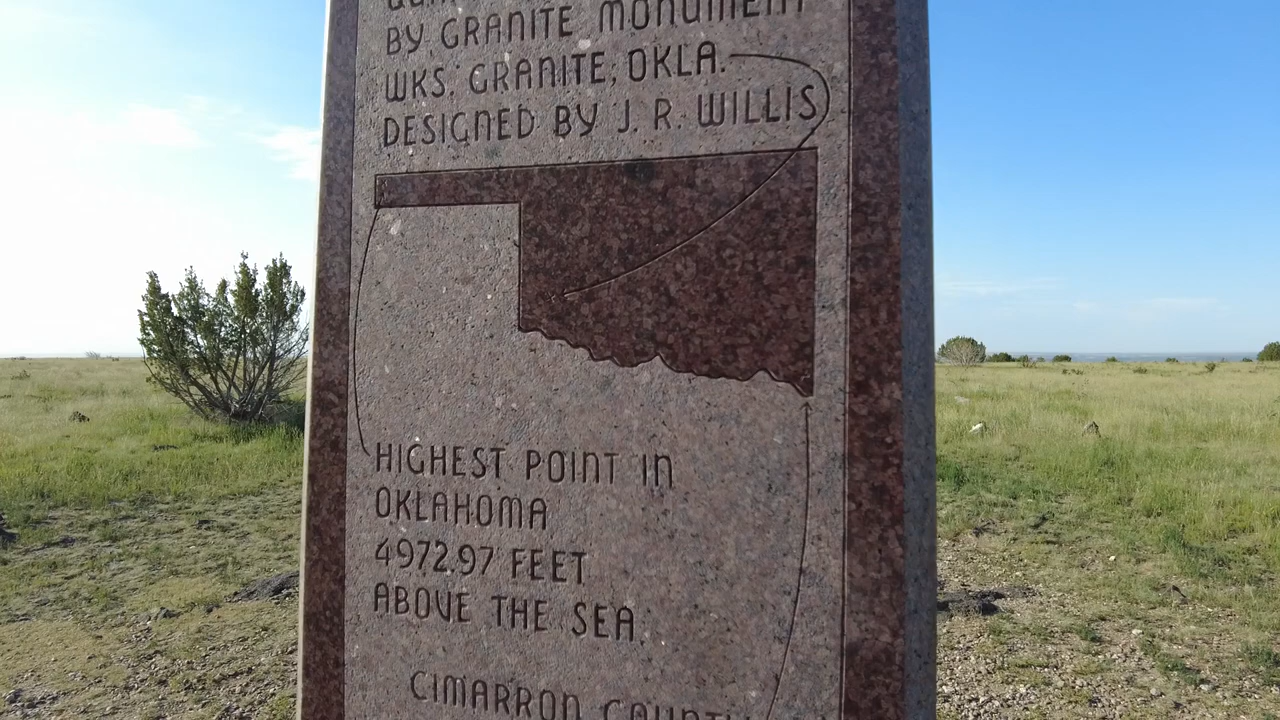 BY GRANITE MONUMENT
WKS. GRANITE, OKLA.
DESIGNED BY J. R. WILLIS
HIGHEST POINT IN
OKLAHOMA
4972.97 FEET
ABOVE THE SEA.
CIMARRON COUNTY